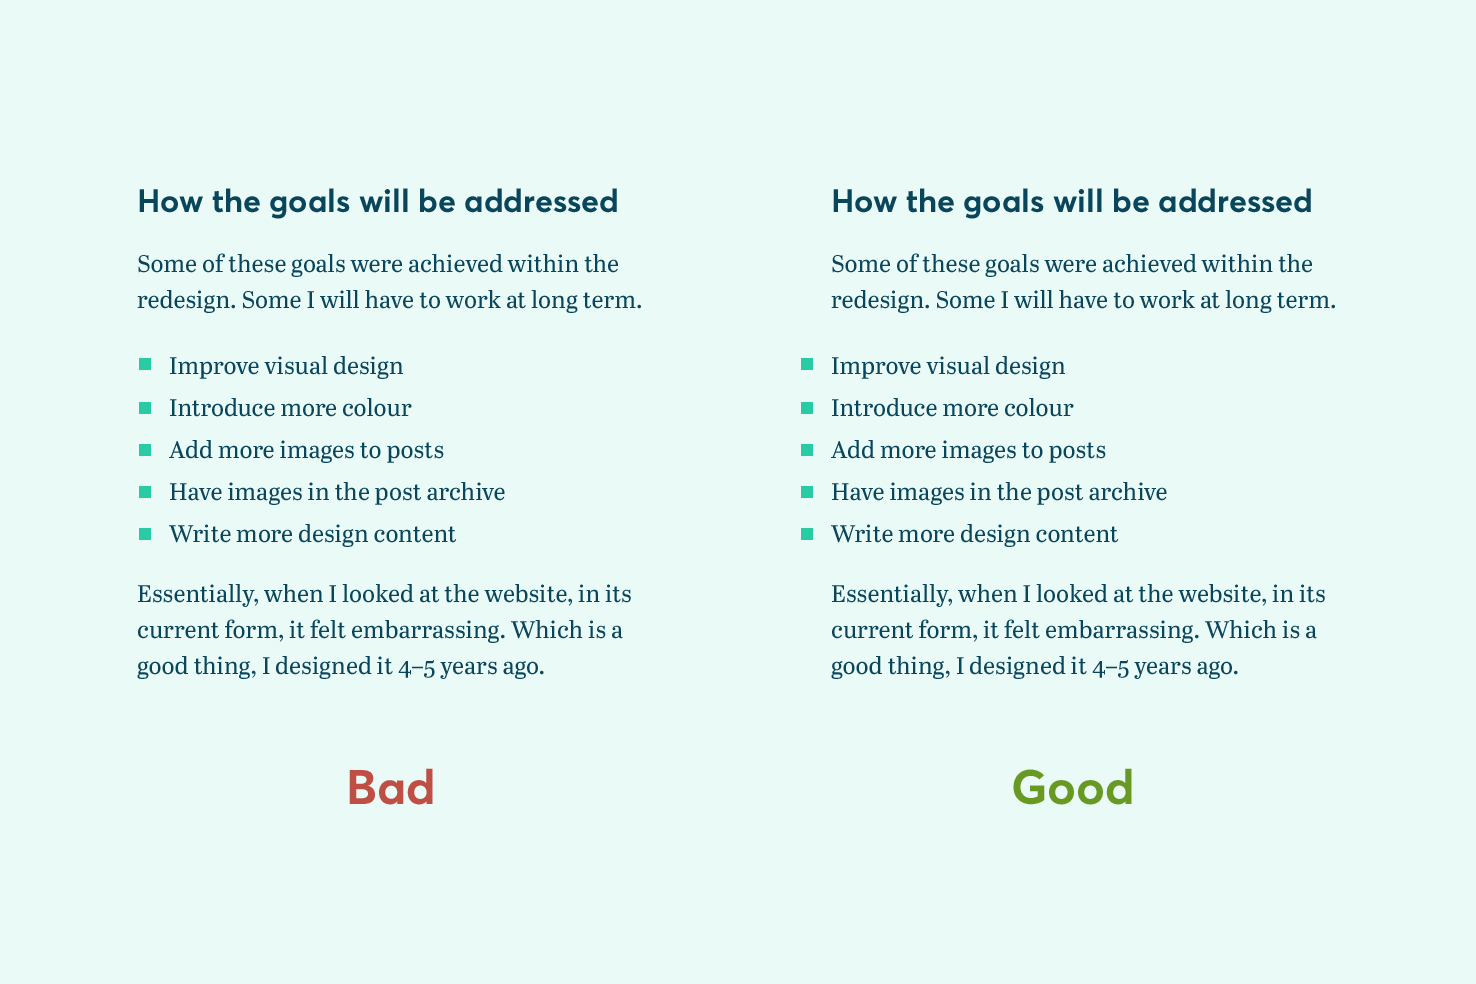 How the goals will be addressed
Some of these goals were achieved within the
redesign. Some I will have to work at long term.
Improve visual design
Introduce more colour
Add more images to posts
Have images in the post archive
Write more design content
Essentially, when I looked at the website, in its
current form, it felt embarrassing. Which is a
good thing, I designed it 4–5 years ago.
Bad
How the goals will be addressed
Some of these goals were achieved within the
redesign. Some I will have to work at long term.
Improve visual design
Introduce more colour
Add more images to posts
Have images in the post archive
Write more design content
Essentially, when I looked at the website, in its
current form, it felt embarrassing. Which is a
good thing, I designed it 4–5 years ago.
Good